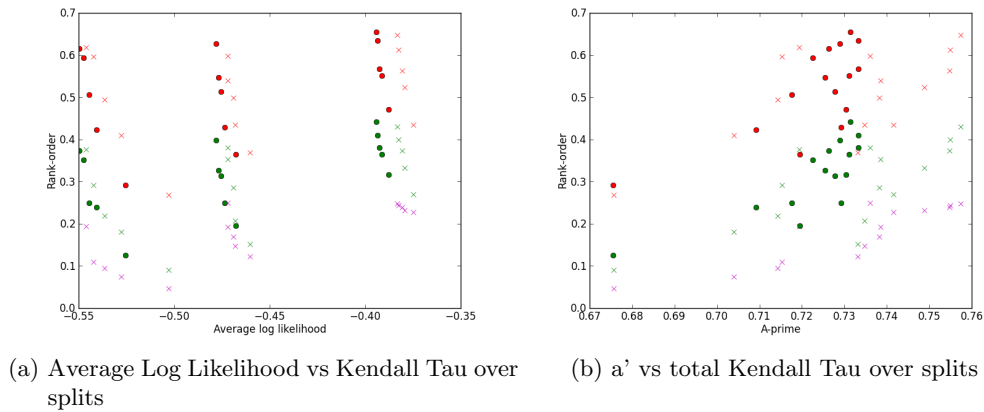 0.7
0.6
0.5
0.4
0.3
0.2
0.1
0.0
Rank-order
−0.55 −0.50 −0.45 −0.40 −0.35
Average log likelihood
(a) Average Log Likelihood vs Kendall Tau over
splits
0.7
0.6
0.5
0.4
0.3
0.2
0.1
0.0
Rank-order
0.67 0.68 0.69 0.70 0.71 0.72 0.73 0.74 0.75 0.76
A-prime
(b) a’ vs total Kendall Tau over splits